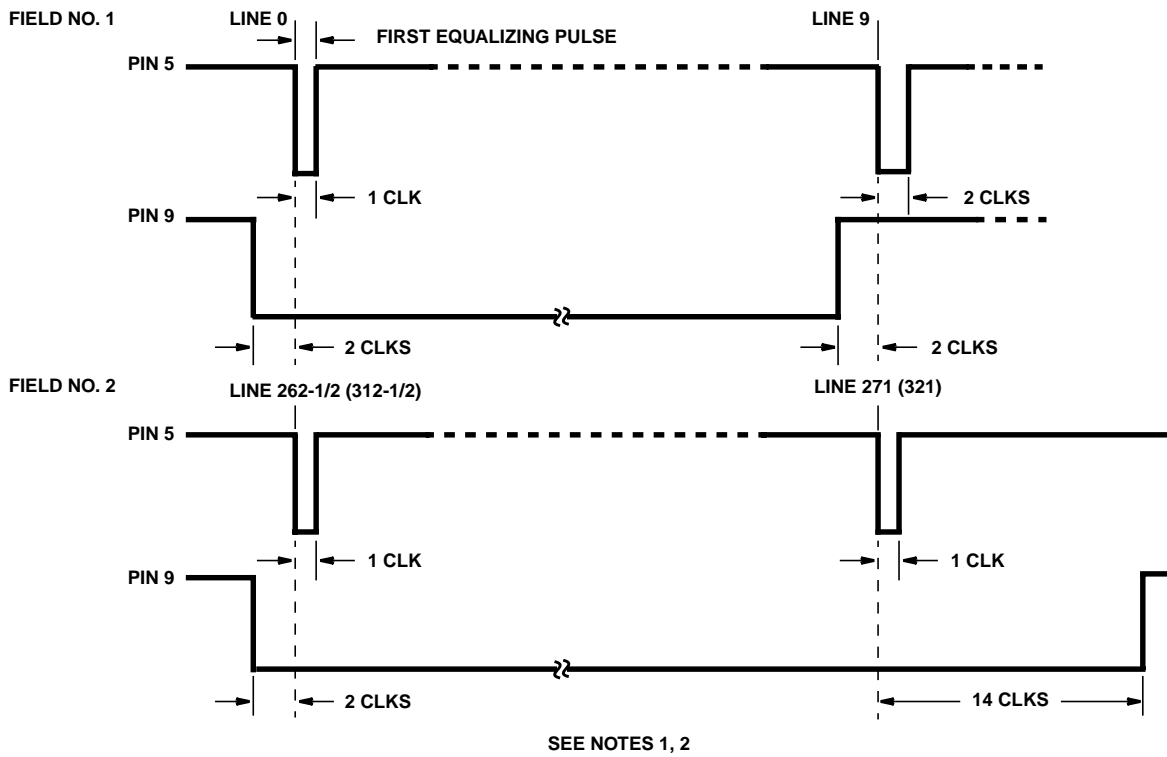 FIELD NO. 1
LINE 0
LINE 9
FIRST EQUALIZING PULSE
PIN 5
1 CLK
2 CLKS
PIN 9
2 CLKS
2 CLKS
FIELD NO. 2
LINE 262-1/2 (312-1/2)
LINE 271 (321)
PIN 5
1 CLK
1 CLK
PIN 9
2 CLKS
14 CLKS
SEE NOTES 1, 2